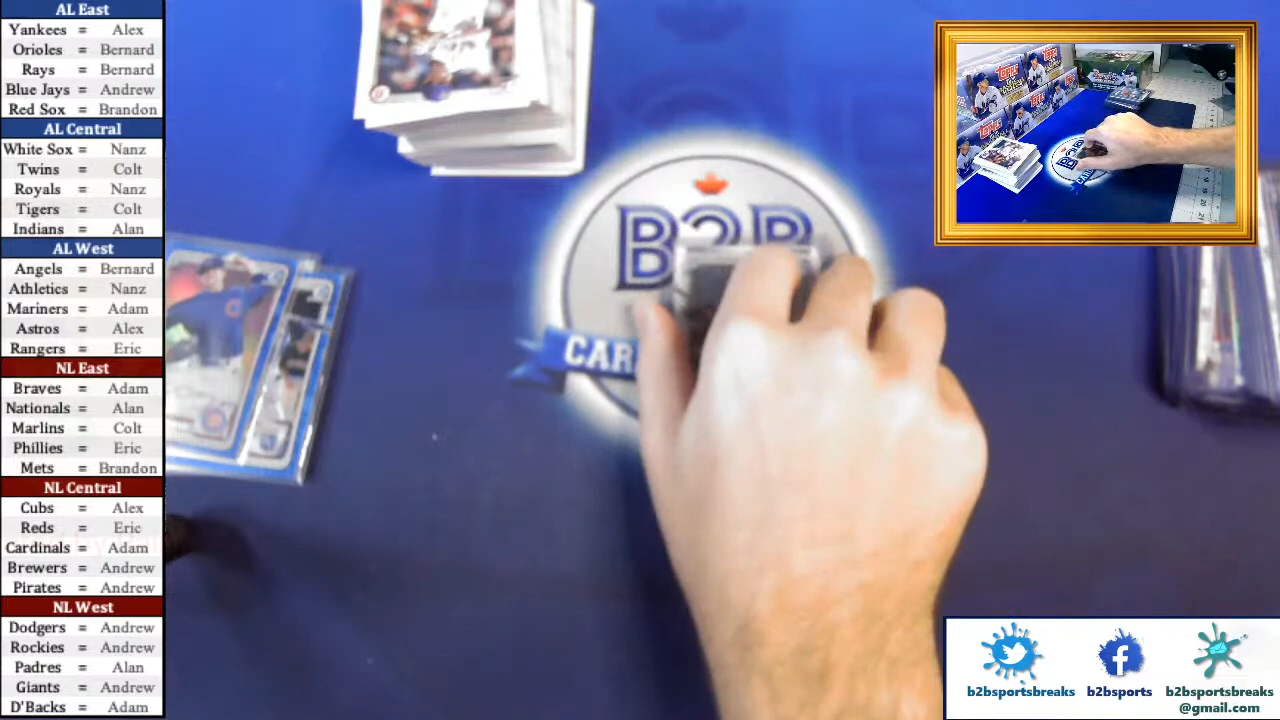 AL East
Yankees = Alex
Orioles = Bernard
Rays = Bernard
Blue Jays = Andrew
Red Sox = Brandon
AL Central
White Sox = Nanz
Twins = Colt
Royals = Nanz
Tigers = Colt
Indians = Alan
AL West
Angels = Bernard
Athletics = Nanz
Mariners = Adam
Astros = Alex
Rangers = Eric
NL East
Braves = Adam
Nationals = Alan
Marlins = Colt
Phillies = Eric
Mets = Brandon
NL Central
Cubs = Alex
Reds = Eric
Cardinals = Adam
Brewers = Andrew
Pirates = Andrew
NL West
Dodgers = Andrew
Rockies = Andrew
Padres = Alan
Giants = Andrew
D'Backs = Adam
B2B
CAR
Topps
b2bsportsbreaks
b2bsports
b2bsportsbreaks
@gmail.com